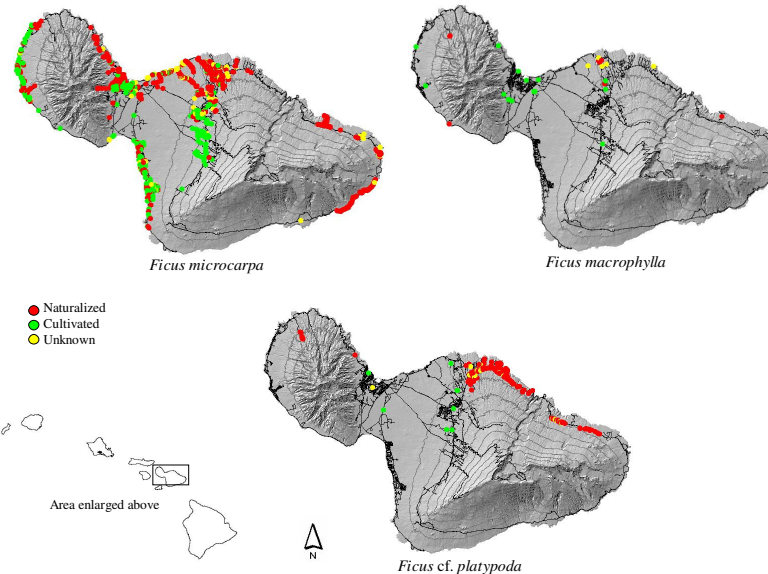 Ficus microcarpa
Ficus macrophylla
Naturalized
Cultivated
Unknown
Area enlarged above
N
Ficus cf. platypoda